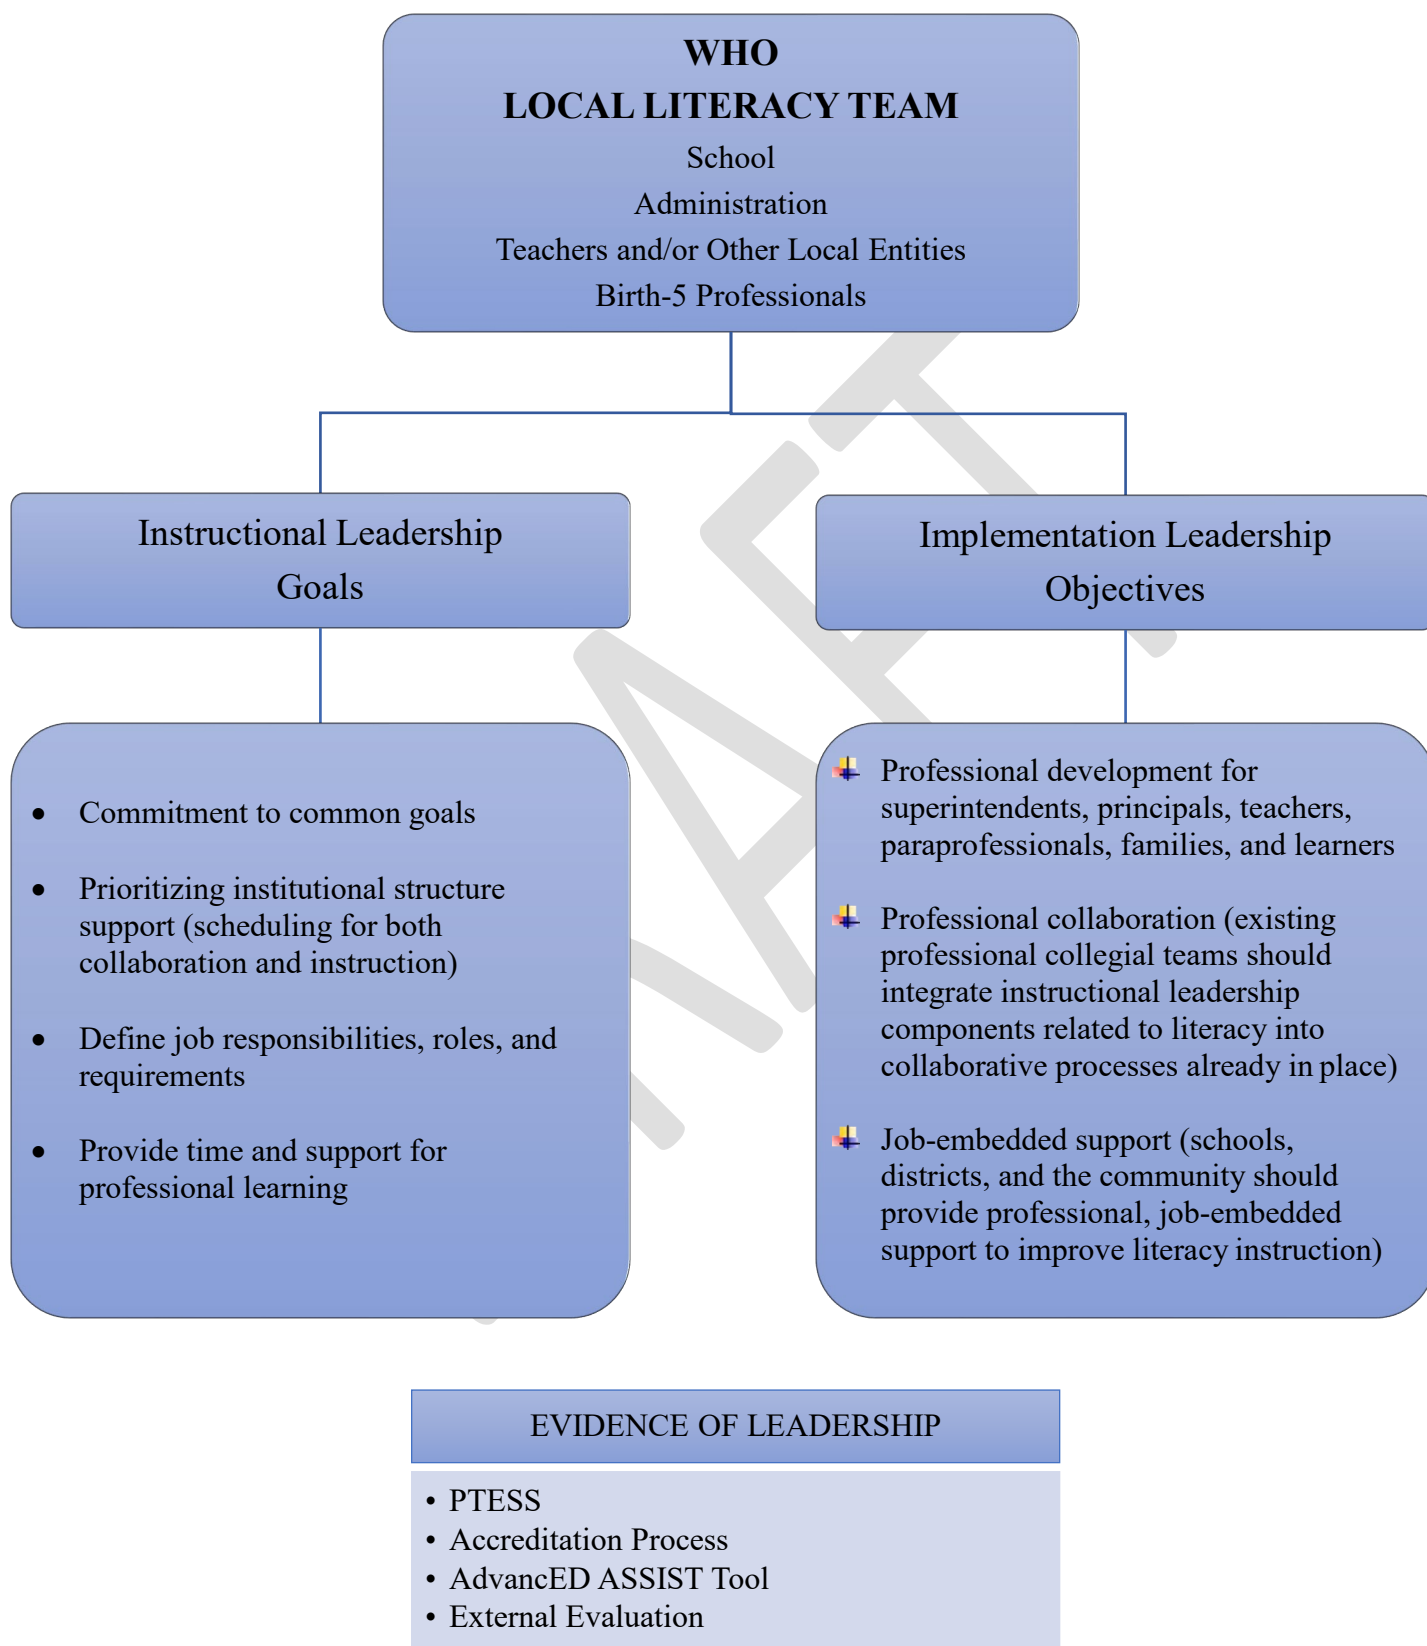 WHO
LOCAL LITERACY TEAM
School
Administration
Teachers and/or Other Local Entities
Birth-5 Professionals
Instructional Leadership
Goals
Implementation Leadership
Objectives
• Commitment to common goals
• Prioritizing institutional structure
support (scheduling for both
collaboration and instruction)
• Define job responsibilities, roles, and
requirements
• Provide time and support for
professional learning
Professional development for
superintendents, principals, teachers,
paraprofessionals, families, and learners
Professional collaboration (existing
professional collegial teams should
integrate instructional leadership
components related to literacy into
collaborative processes already in place)
Job-embedded support (schools,
districts, and the community should
provide professional, job-embedded
support to improve literacy instruction)
EVIDENCE OF LEADERSHIP
• PTESS
• Accreditation Process
• AdvancED ASSIST Tool
• External Evaluation